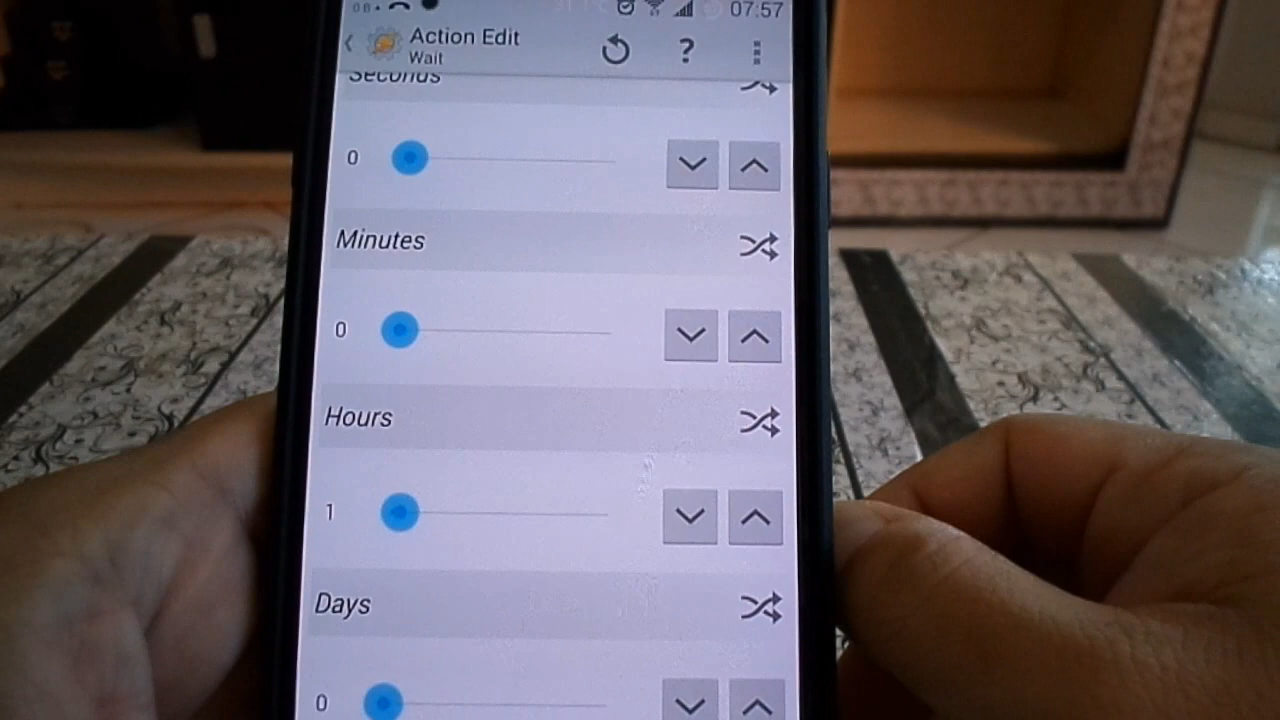 07:57
Action Edit
Wait
?
Seconds
0
Minutes
0
Hours
1
Days
0